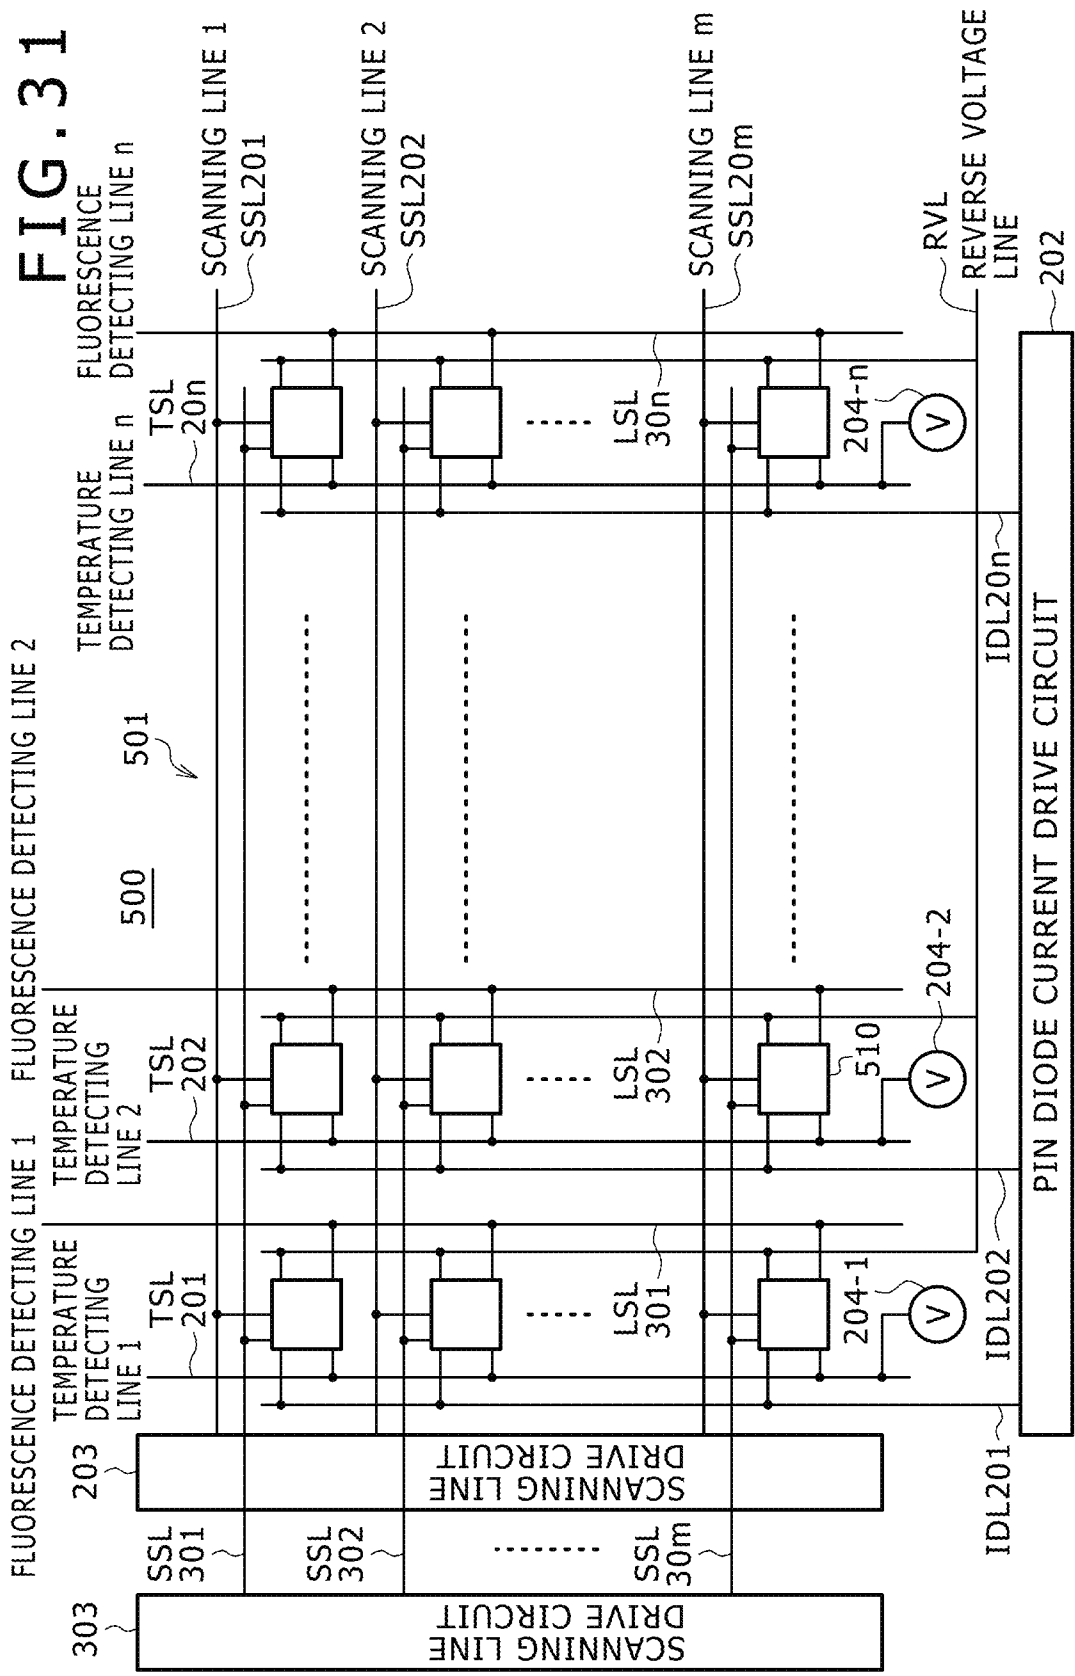 FIG.31
FLUORESCENCE DETECTING LINE 1
FLUORESCENCE DETECTING LINE 2
FLUORESCENCE
DETECTING LINE n
TEMPERATURE
DETECTING
LINE 1
TEMPERATURE
DETECTING
LINE 2
TEMPERATURE
DETECTING LINE n
500
501
303
203
TSL
201
TSL
202
TSL
20n
SCANNING LINE 1
SSL201
SCANNING LINE 2
SSL202
SCANNING LINE m
SSL20m
RVL
REVERSE VOLTAGE
LINE
SSL
301
SSL
302
SSL
30m
SCANNING LINE
DRIVE CIRCUIT
SCANNING LINE
DRIVE CIRCUIT
LSL
301
LSL
302
LSL
30n
510
204-1
204-2
204-n
V
V
V
IDL201
IDL202
IDL20n
PIN DIODE CURRENT DRIVE CIRCUIT
202